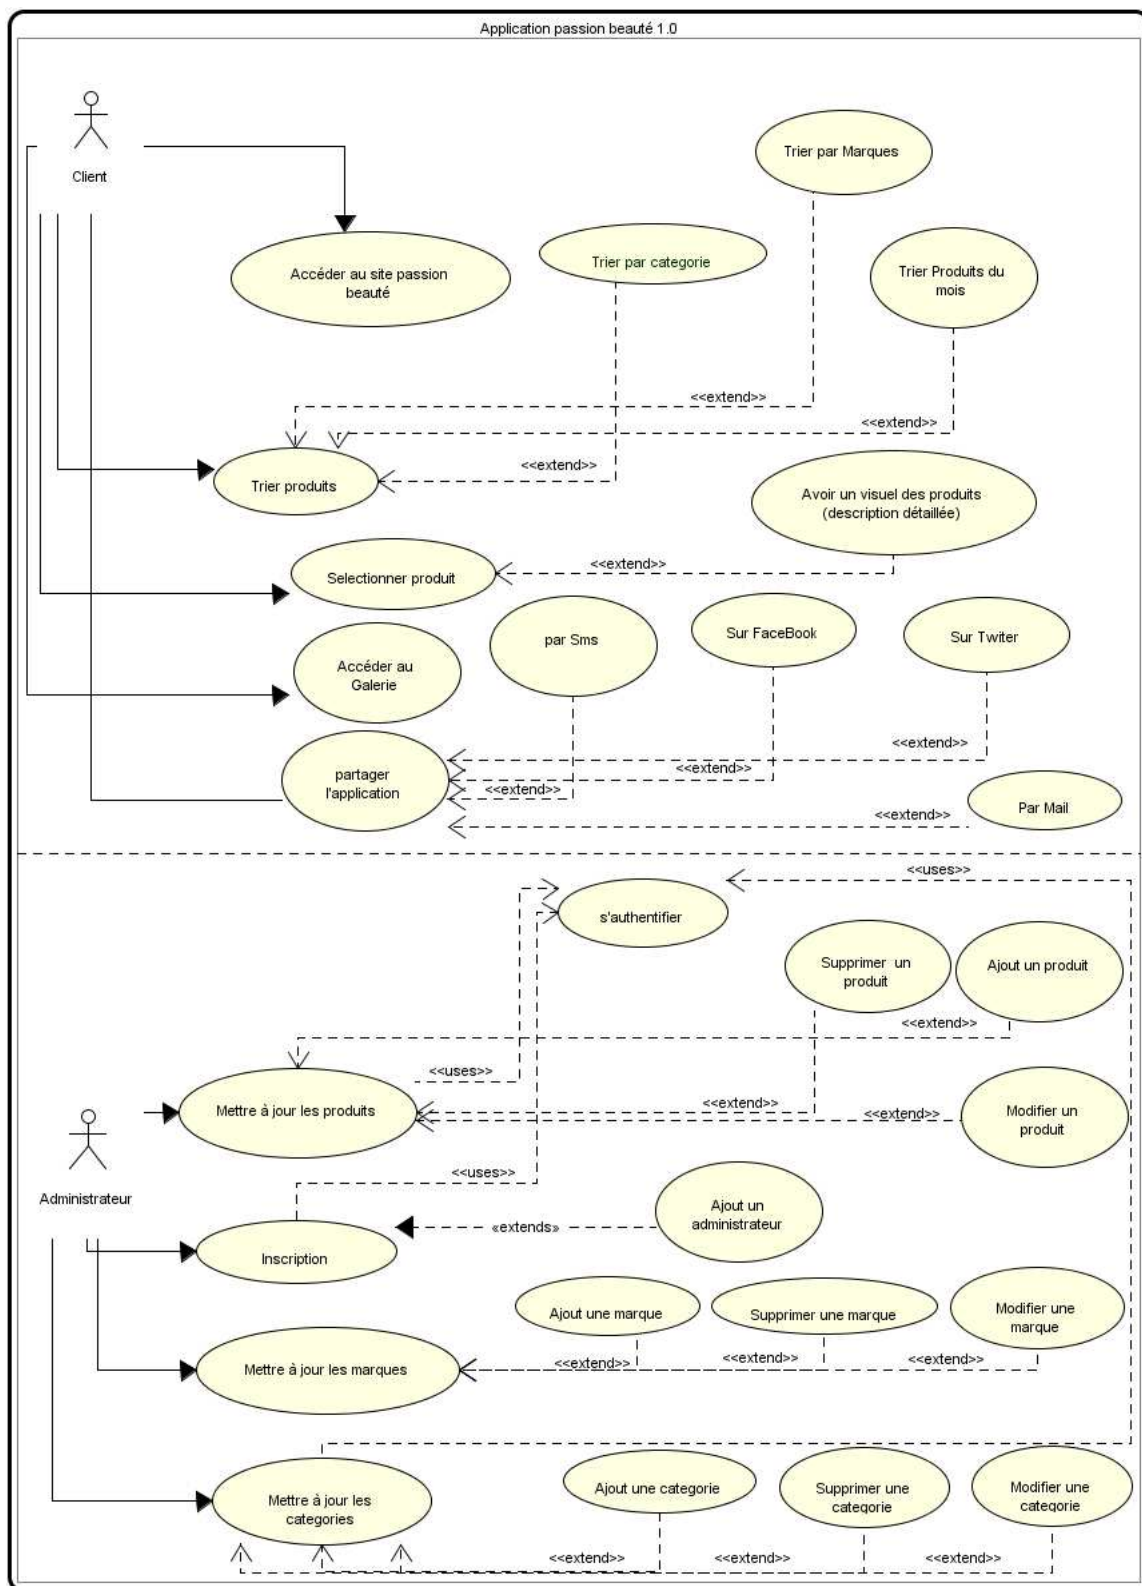 Application passion beauté 1.0
Client
Trier par Marques
Accéder au site passion
beauté
Trier par categorie
Trier Produits du
mois
<<extend>>
<<extend>>
<<extend>>
Trier produits
Avoir un visuel des produits
(description détaillée)
<<extend>>
Selectionner produit
par Sms
Sur FaceBook
Sur Twiter
Accéder au
Galerie
<<extend>>
<<extend>>
<<extend>>
partager
l'application
Par Mail
<<extend>>
<<uses>>
s'authentifier
Supprimer un
produit
Ajout un produit
<<extend>>
<<uses>>
Mettre à jour les produits
<<extend>>
<<extend>>
Modifier un
produit
Administrateur
<<uses>>
Ajout un
administrateur
«extends»
Inscription
Ajout une marque
Supprimer une marque
Modifier une
marque
Mettre à jour les marques
<<extend>>
<<extend>>
<<extend>>
Mettre à jour les
categories
Ajout une categorie
Supprimer une
categorie
Modifier une
categorie
<<extend>>
<<extend>>
<<extend>>